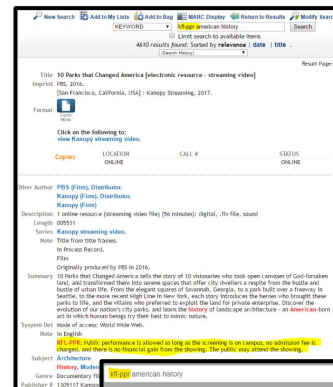 New Search Add to My Lists Add to Bag MARC Display Return to Results Modify Search
KEYWORD kfl-ppr american history Search
Limit search to available items
4610 results found. Sorted by relevance | date | title .
(Search History)
Result Page:
Title 10 Parks that Changed America [electronic resource - streaming video]
Imprint PBS, 2016.
[San Francisco, California, USA] : Kanopy Streaming, 2017.
Format
Click on the following to:
view Kanopy streaming video.
Copies LOCATION CALL # STATUS
ONLINE ONLINE
Other Author PBS (Firm), Distributor.
Kanopy (Firm), Distributor.
Kanopy (Firm)
Description 1 online resource (streaming video file) (56 minutes): digital, .flv file, sound
Length 005531
Series Kanopy streaming video.
Note Title from title frames.
In Process Record.
Film
Originally produced by PBS in 2016.
Summary 10 Parks that Changed America tells the story of 10 visionaries who took open canvases of God-forsaken
land, and transformed them into serene spaces that offer city dwellers a respite from the hustle and
bustle of urban life. From the elegant squares of Savannah, Georgia, to a park built over a freeway in
Seattle, to the more recent High Line in New York, each story introduces the heroes who brought these
parks to life, and the villains who preferred to exploit the land for private enterprise. Discover the
evolution of our nation's city parks, and learn the history of landscape architecture - an American-born
art in which human beings try their best to mimic nature.
System Det Mode of access: World Wide Web.
Note In English
KFL-PPR: Public performance is allowed as long as the screening is on campus, no admission fee is
charged, and there is no financial gain from the showing. The public may attend the showing.
Subject Architecture
History, Modern
Genre Documentary
Publisher # 1305117 Kanopy
kfl-ppr american history